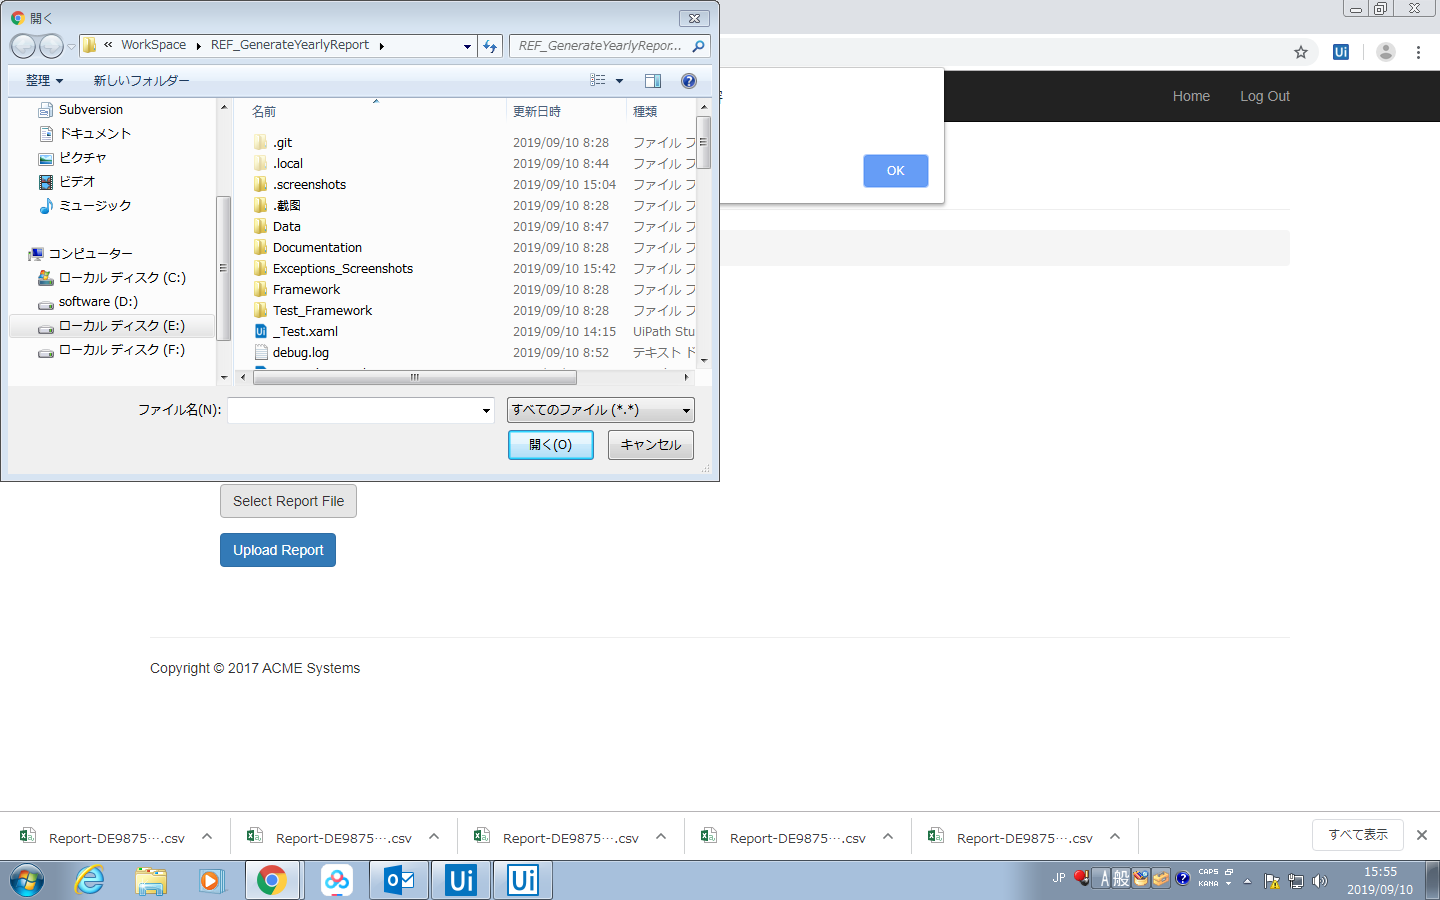 開く
« WorkSpace ▸ REF_GenerateYearlyReport ▸
REF_GenerateYearlyRepor...
整理
新しいフォルダー
Subversion
ドキュメント
ピクチャ
ビデオ
ミュージック
コンピューター
ローカル ディスク (C:)
software (D:)
ローカル ディスク (E:)
ローカル ディスク (F:)
名前 更新日時 種類
.git 2019/09/10 8:28 ファイル フ
.local 2019/09/10 8:44 ファイル フ
.screenshots 2019/09/10 15:04 ファイル フ
.截图 2019/09/10 8:28 ファイル フ
Data 2019/09/10 8:47 ファイル フ
Documentation 2019/09/10 8:28 ファイル フ
Exceptions_Screenshots 2019/09/10 15:42 ファイル フ
Framework 2019/09/10 8:28 ファイル フ
Test_Framework 2019/09/10 8:28 ファイル フ
_Test.xaml 2019/09/10 14:15 UiPath Stu
debug.log 2019/09/10 8:52 テキスト ド
ファイル名(N):
すべてのファイル (*.*)
開く(O)
キャンセル
Home
Log Out
OK
Select Report File
Upload Report
Copyright © 2017 ACME Systems
Report-DE9875….csv
Report-DE9875….csv
Report-DE9875….csv
Report-DE9875….csv
Report-DE9875….csv
すべて表示
JP
A 般
CAPS
KANA
15:55
2019/09/10